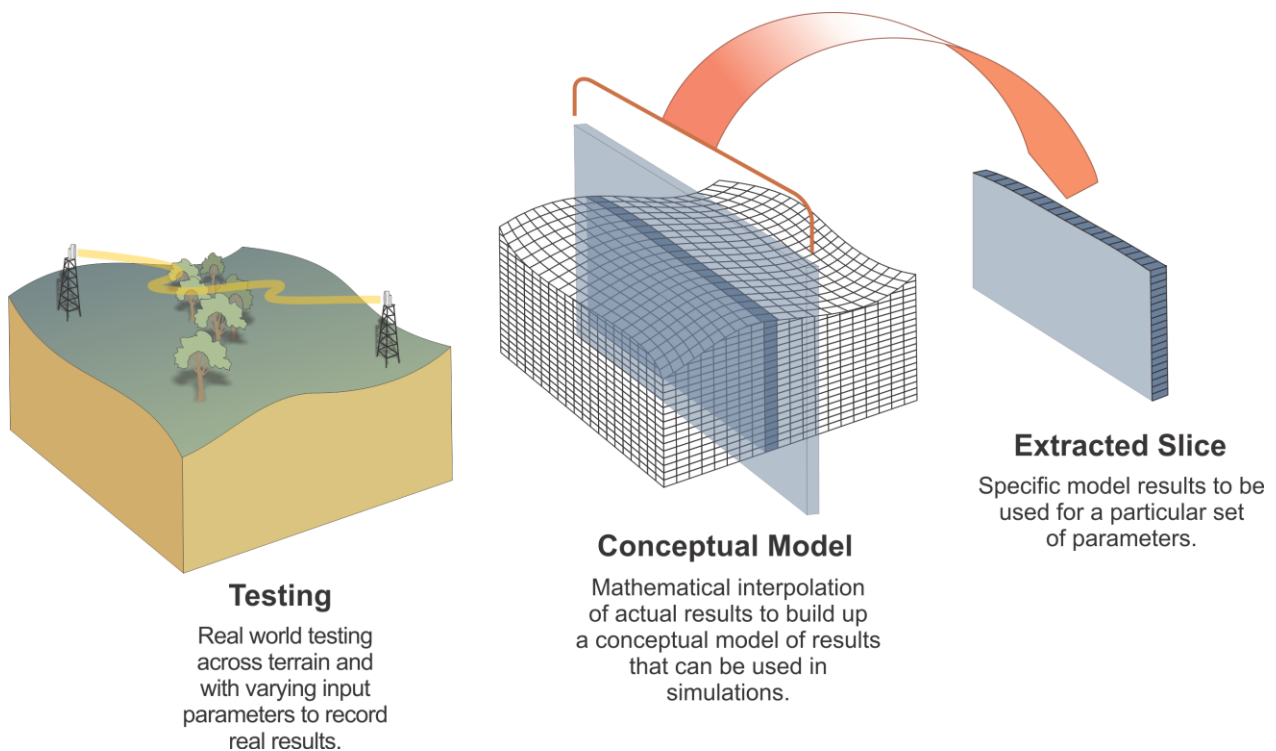 Testing
Real world testing
across terrain and
with varying input
parameters to record
real results.
Conceptual Model
Mathematical interpolation
of actual results to build up
a conceptual model of results
that can be used in
simulations.
Extracted Slice
Specific model results to be
used for a particular set
of parameters.